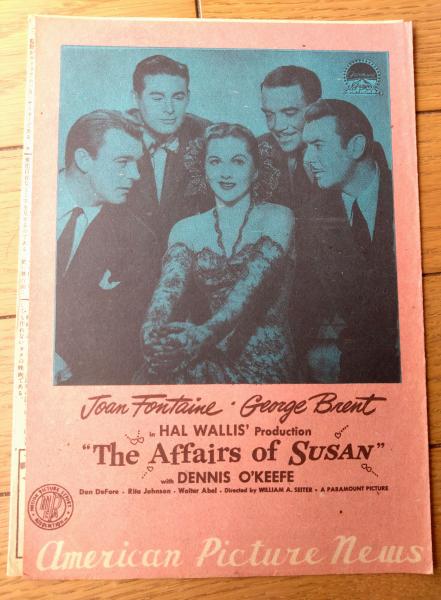 Paramount
Joan Fontaine · George Brent
in HAL WALLIS' Production
"The Affairs of SUSAN"
with DENNIS O'KEEFE
Don DeFore · Rita Johnson · Walter Abel · Directed by WILLIAM A. SEITER · A PARAMOUNT PICTURE
American Picture News